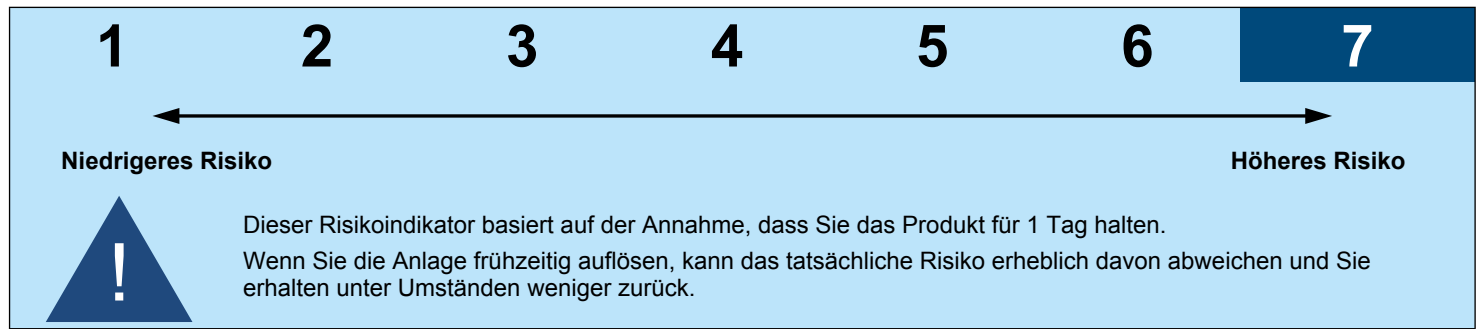 1 2 3 4 5 6 7
Niedrigeres Risiko Höheres Risiko
!
Dieser Risikoindikator basiert auf der Annahme, dass Sie das Produkt für 1 Tag halten.
Wenn Sie die Anlage frühzeitig auflösen, kann das tatsächliche Risiko erheblich davon abweichen und Sie
erhalten unter Umständen weniger zurück.